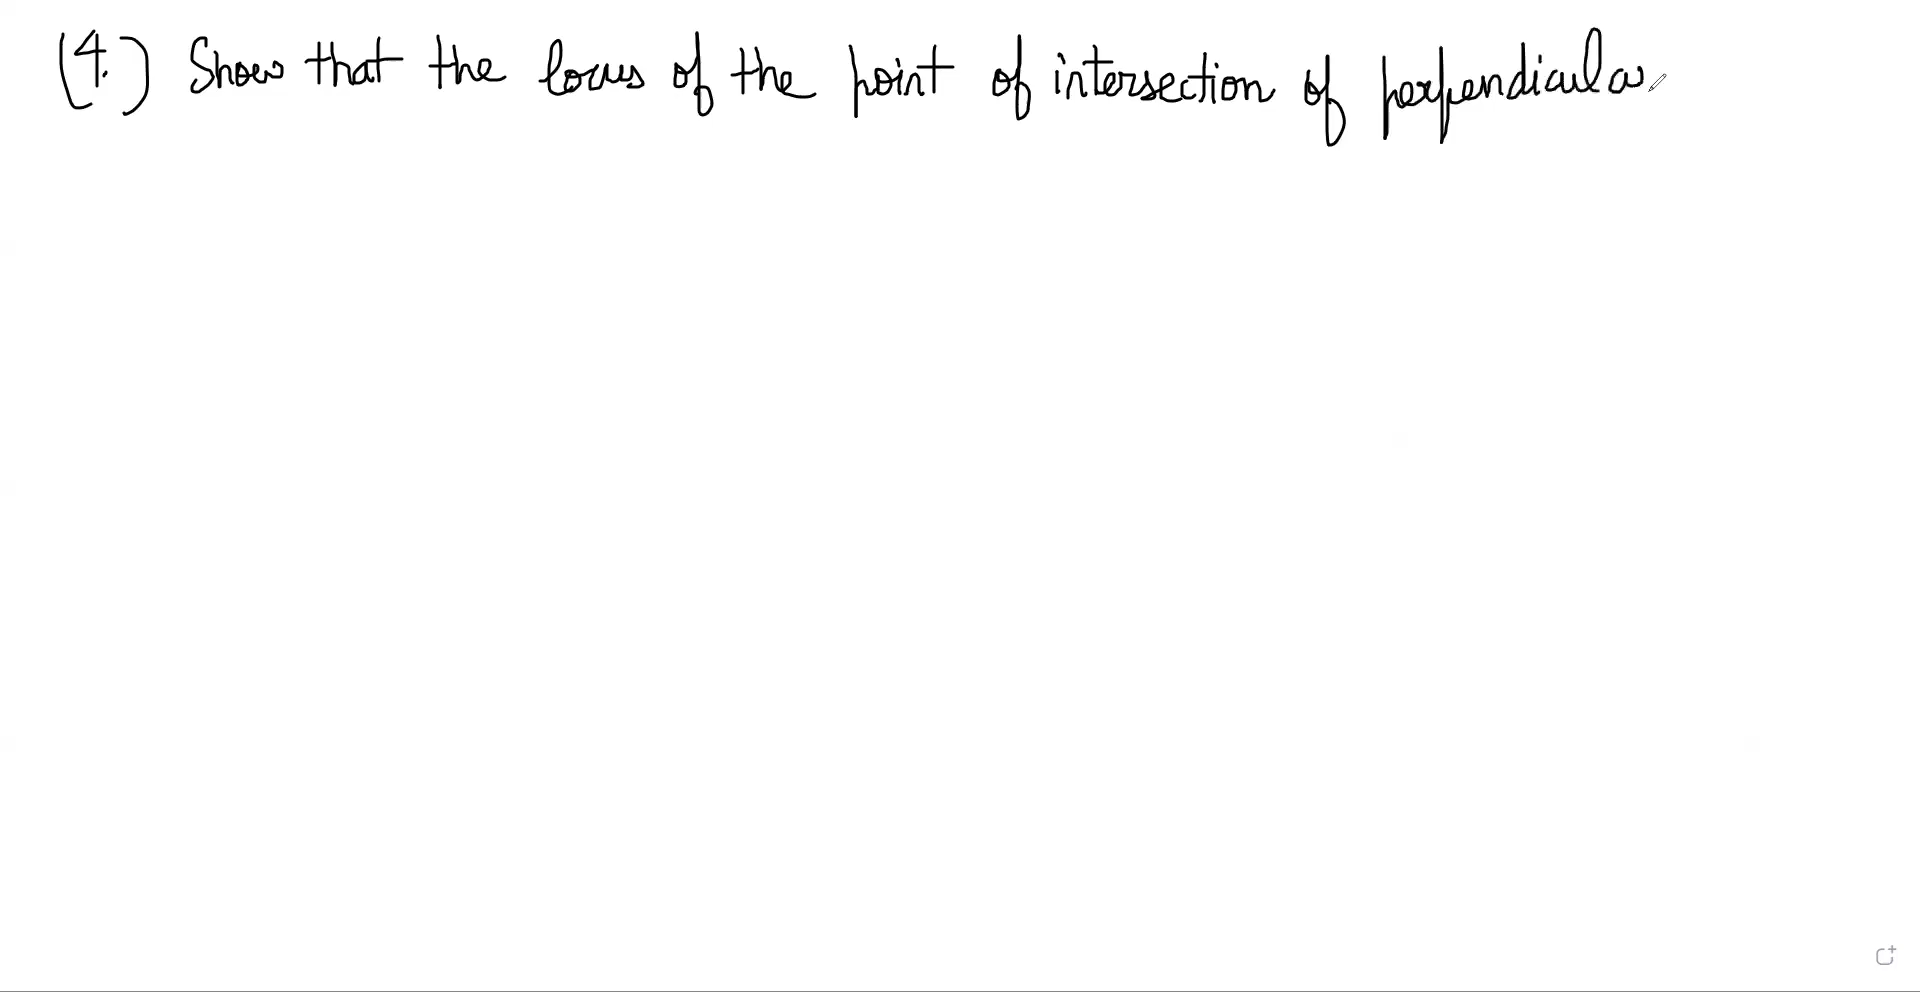 (4.) Show that the locus of the point of intersection of perpendicular